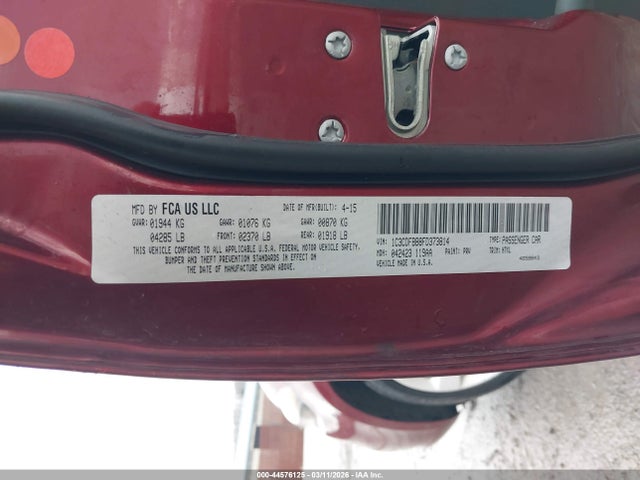 MFD BY FCA US LLC DATE OF MFR(BUILT): 4-15
GVWR: 01944 KG GAWR: 01076 KG GAWR: 00870 KG
04285 LB FRONT: 02370 LB REAR: 01918 LB
THIS VEHICLE CONFORMS TO ALL APPLICABLE U.S.A. FEDERAL MOTOR VEHICLE SAFETY,
BUMPER AND THEFT PREVENTION STANDARDS IN EFFECT ON
THE DATE OF MANUFACTURE SHOWN ABOVE.
VIN: 1C3CDFBB8FD373814 TYPE: PASSENGER CAR
MDH: 042423 119AA PAINT: PRV TRIM:
VEHICLE MADE IN U.S.A.
000-44576125 - 03/11/2026 - IAA Inc.